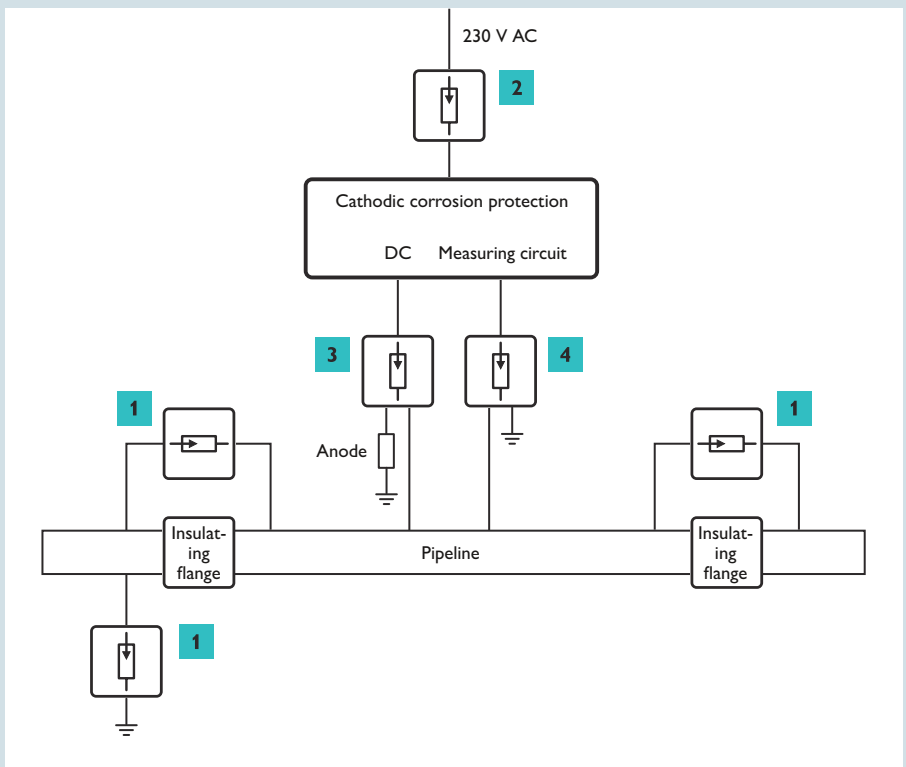 230 V AC
2
Cathodic corrosion protection
DC Measuring circuit
3
4
1
1
Anode
Insulat-
ing
flange
Pipeline
Insulat-
ing
flange
1